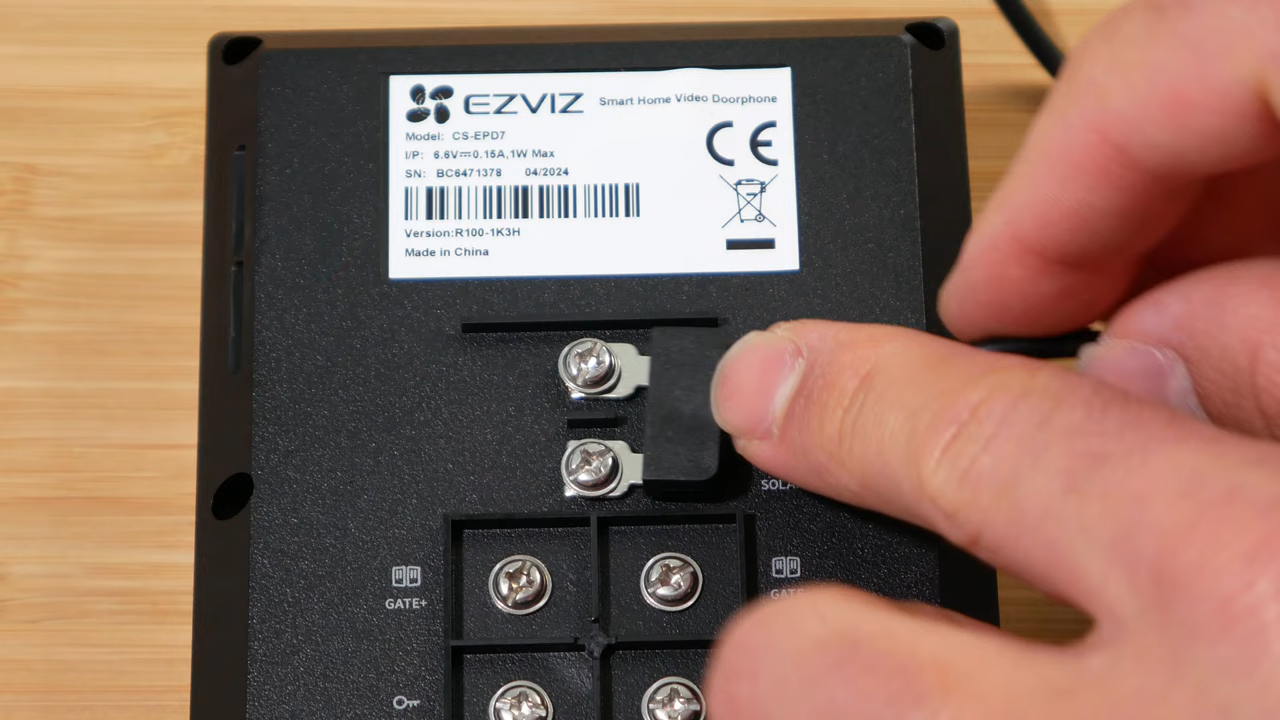 EZVIZ Smart Home Video Doorphone
Model: CS-EPD7
I/P: 6.6V⎓0.15A,1W Max
SN: BC6471378 04/2024
Version:R100-1K3H
Made in China
CE
GATE+